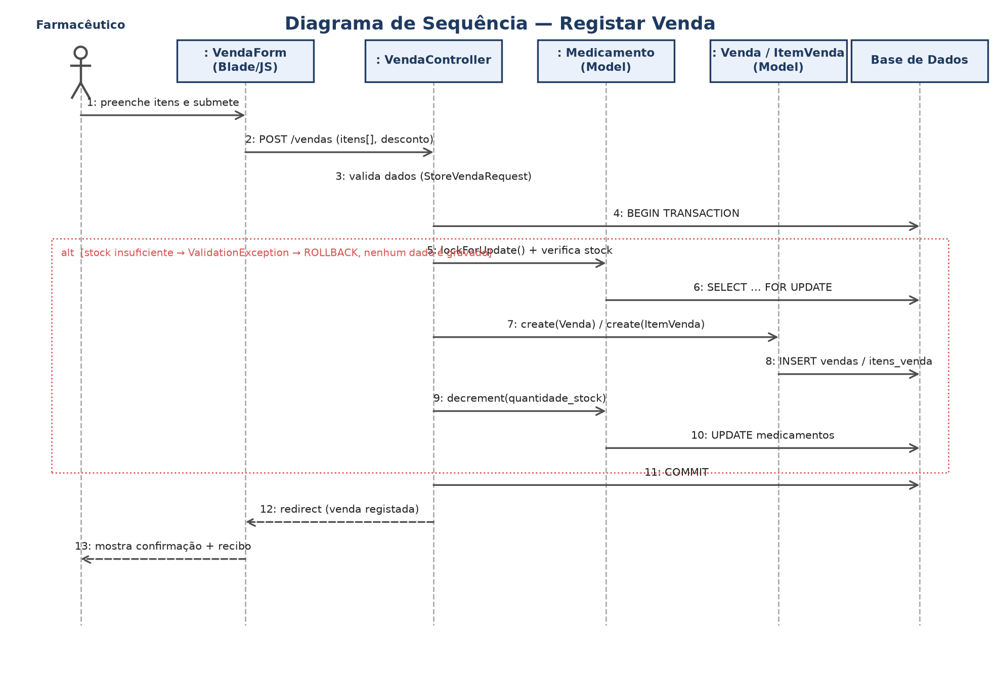 Diagrama de Sequência — Registar Venda
Farmacêutico
: VendaForm
(Blade/JS)
: VendaController
: Medicamento
(Model)
: Venda / ItemVenda
(Model)
Base de Dados
1: preenche itens e submete
2: POST /vendas (itens[], desconto)
3: valida dados (StoreVendaRequest)
4: BEGIN TRANSACTION
alt [stock insuficiente → ValidationException → ROLLBACK, nenhum dado é gravado]
5: lockForUpdate() + verifica stock
6: SELECT ... FOR UPDATE
7: create(Venda) / create(ItemVenda)
8: INSERT vendas / itens_venda
9: decrement(quantidade_stock)
10: UPDATE medicamentos
11: COMMIT
12: redirect (venda registada)
13: mostra confirmação + recibo